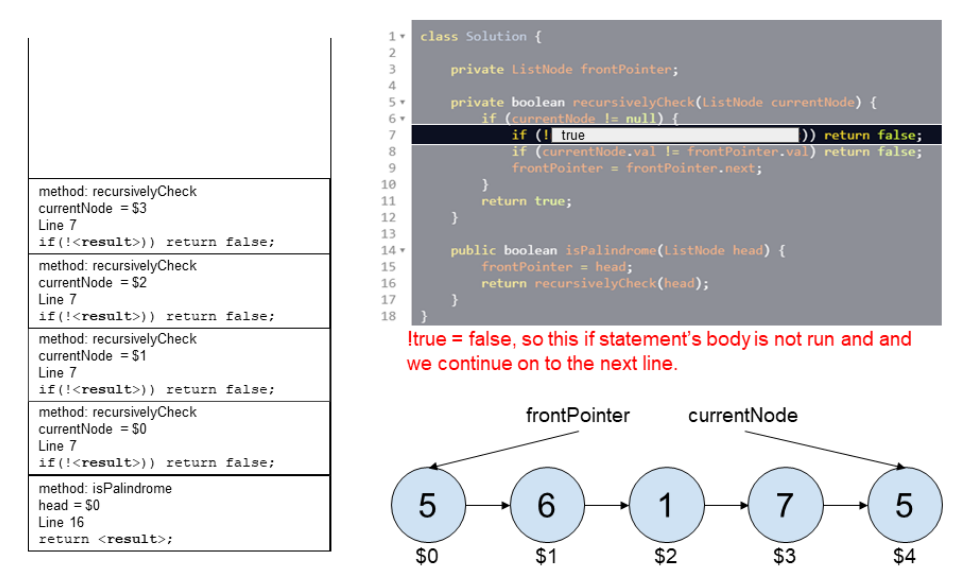 method: recursivelyCheck
currentNode = $3
Line 7
if(!<result>)) return false;
method: recursivelyCheck
currentNode = $2
Line 7
if(!<result>)) return false;
method: recursivelyCheck
currentNode = $1
Line 7
if(!<result>)) return false;
method: recursivelyCheck
currentNode = $0
Line 7
if(!<result>)) return false;
method: isPalindrome
head = $0
Line 16
return <result>;
1 class Solution {
2
3 private ListNode frontPointer;
4
5 private boolean recursivelyCheck(ListNode currentNode) {
6 if (currentNode != null) {
7 if (! true )) return false;
8 if (currentNode.val != frontPointer.val) return false;
9 frontPointer = frontPointer.next;
10 }
11 return true;
12 }
13
14 public boolean isPalindrome(ListNode head) {
15 frontPointer = head;
16 return recursivelyCheck(head);
17 }
18 }
!true = false, so this if statement's body is not run and and
we continue on to the next line.
frontPointer currentNode
5 6 1 7 5
$0 $1 $2 $3 $4